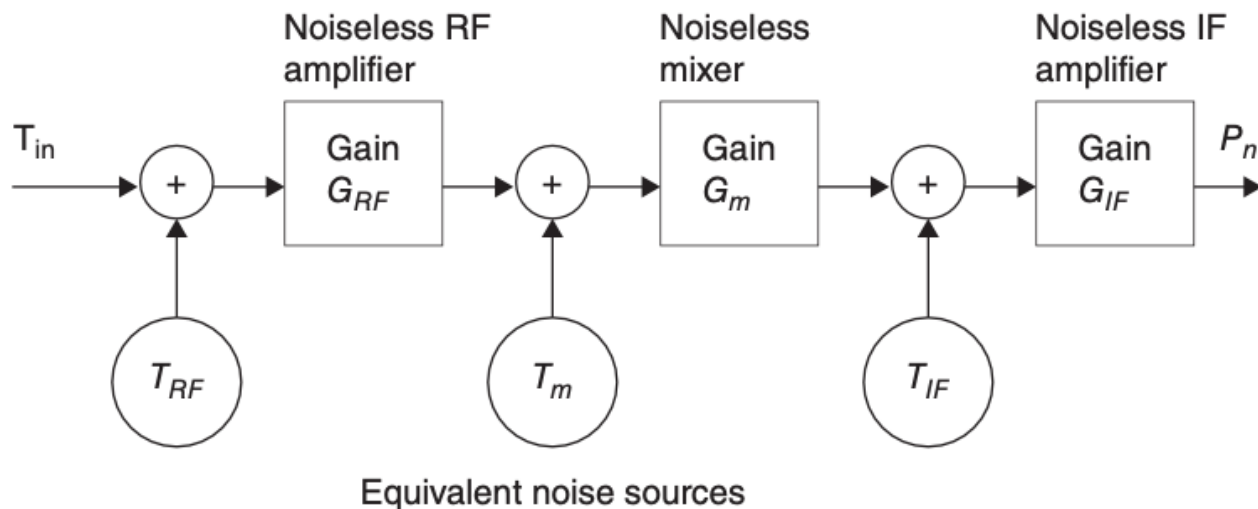 Noiseless RF
amplifier
Noiseless
mixer
Noiseless IF
amplifier
T_in
+
Gain
G_RF
+
Gain
G_m
+
Gain
G_IF
P_n
T_RF
T_m
T_IF
Equivalent noise sources